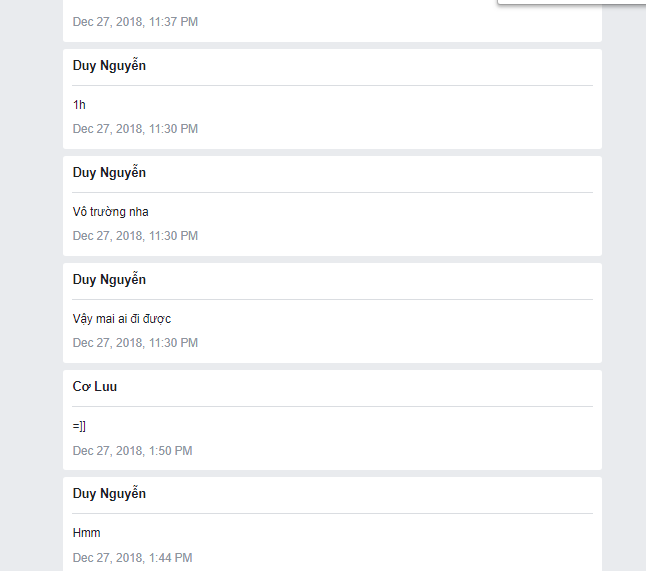 Dec 27, 2018, 11:37 PM
Duy Nguyễn
1h
Dec 27, 2018, 11:30 PM
Duy Nguyễn
Vô trường nha
Dec 27, 2018, 11:30 PM
Duy Nguyễn
Vậy mai ai đi được
Dec 27, 2018, 11:30 PM
Cơ Luu
=]]
Dec 27, 2018, 1:50 PM
Duy Nguyễn
Hmm
Dec 27, 2018, 1:44 PM